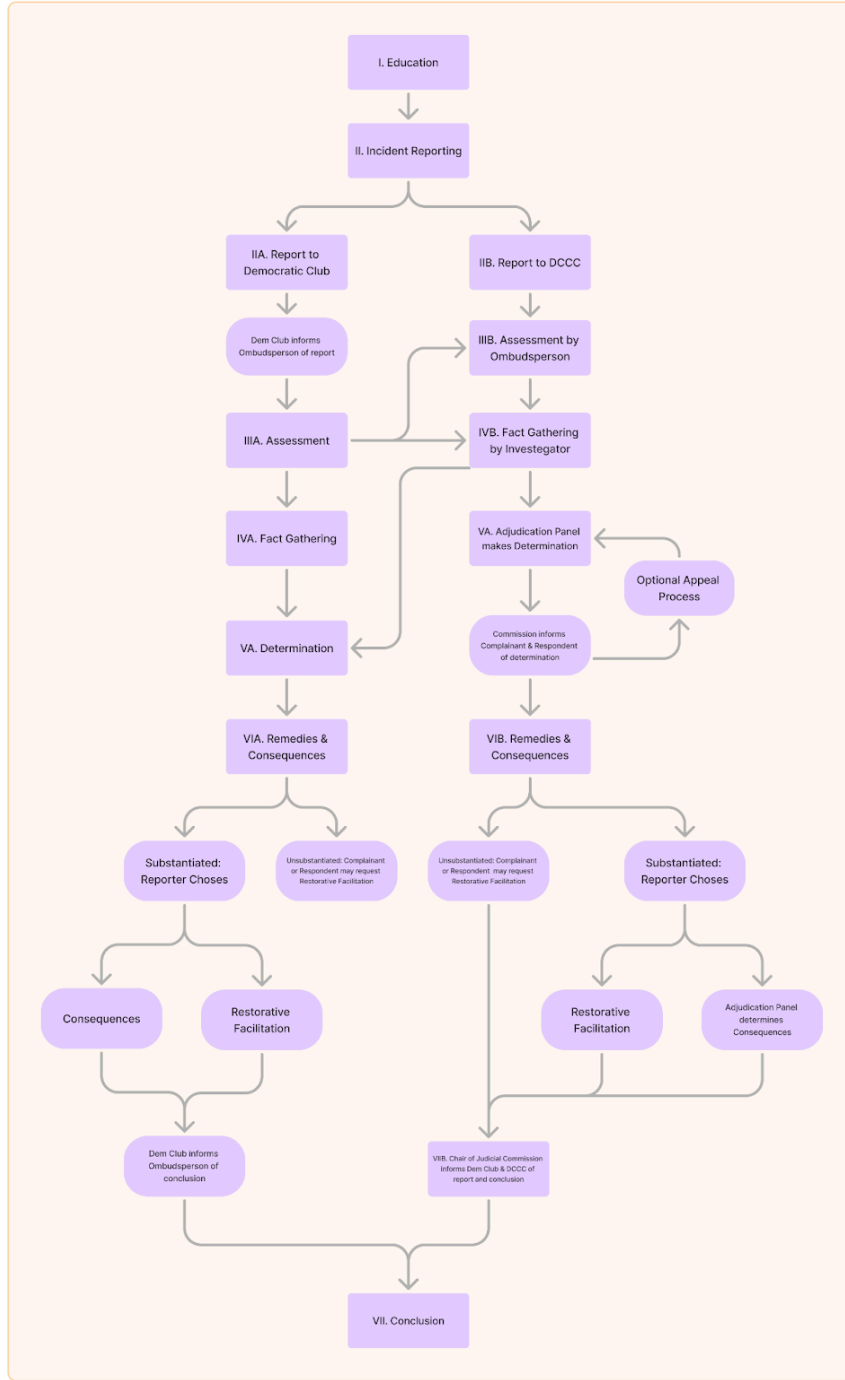 I. Education
II. Incident Reporting
IIA. Report to
Democratic Club
IIB. Report to DCCC
Dem Club informs
Ombudsperson of report
IIIB. Assessment by
Ombudsperson
IIIA. Assessment
IVB. Fact Gathering
by Investegator
IVA. Fact Gathering
VA. Adjudication Panel
makes Determination
Optional Appeal
Process
VA. Determination
Commission informs
Complainant & Respondent
of determination
VIA. Remedies &
Consequences
VIB. Remedies &
Consequences
Substantiated:
Reporter Choses
Unsubstantiated: Complainant
or Respondent may request
Restorative Facilitation
Unsubstantiated: Complainant
or Respondent may request
Restorative Facilitation
Substantiated:
Reporter Choses
Consequences
Restorative
Facilitation
Restorative
Facilitation
Adjudication Panel
determines
Consequences
Dem Club informs
Ombudsperson of
conclusion
VIIB. Chair of Judicial Commission
informs Dem Club & DCCC of
report and conclusion
VII. Conclusion